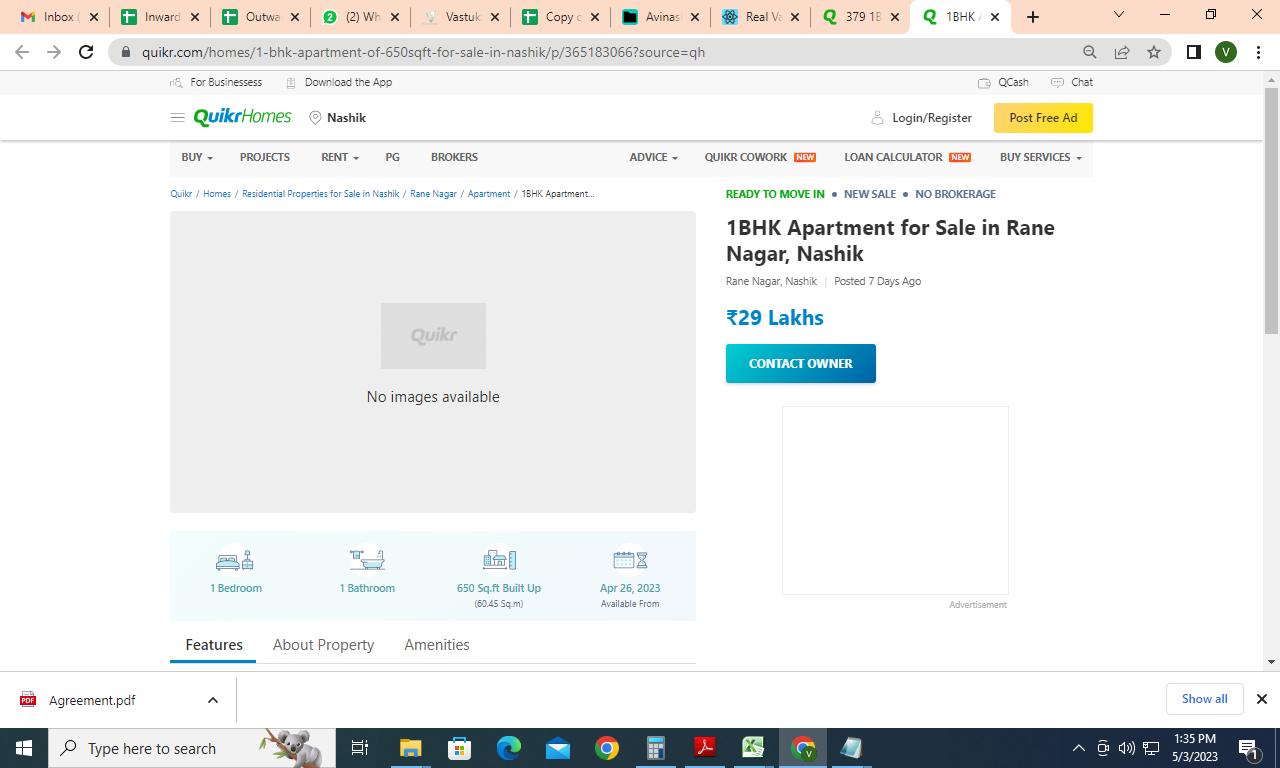 Inbox (
Inward
Outwa
(2) Wh
Vastuk
Copy c
Avinas
Real Va
379 1B
1BHK A
quikr.com/homes/1-bhk-apartment-of-650sqft-for-sale-in-nashik/p/365183066?source=qh
V
For Businessess
Download the App
QCash
Chat
QuikrHomes
Nashik
Login/Register
Post Free Ad
BUY
PROJECTS
RENT
PG
BROKERS
ADVICE
QUIKR COWORK NEW
LOAN CALCULATOR NEW
BUY SERVICES
Quikr / Homes / Residential Properties for Sale in Nashik / Rane Nagar / Apartment / 1BHK Apartment...
Quikr
No images available
READY TO MOVE IN • NEW SALE • NO BROKERAGE
1BHK Apartment for Sale in Rane
Nagar, Nashik
Rane Nagar, Nashik | Posted 7 Days Ago
₹29 Lakhs
CONTACT OWNER
Advertisement
1 Bedroom
1 Bathroom
650 Sq.ft Built Up
(60.45 Sq.m)
Apr 26, 2023
Available From
Features
About Property
Amenities
PDF
Agreement.pdf
Show all
Type here to search
1:35 PM
5/3/2023
1